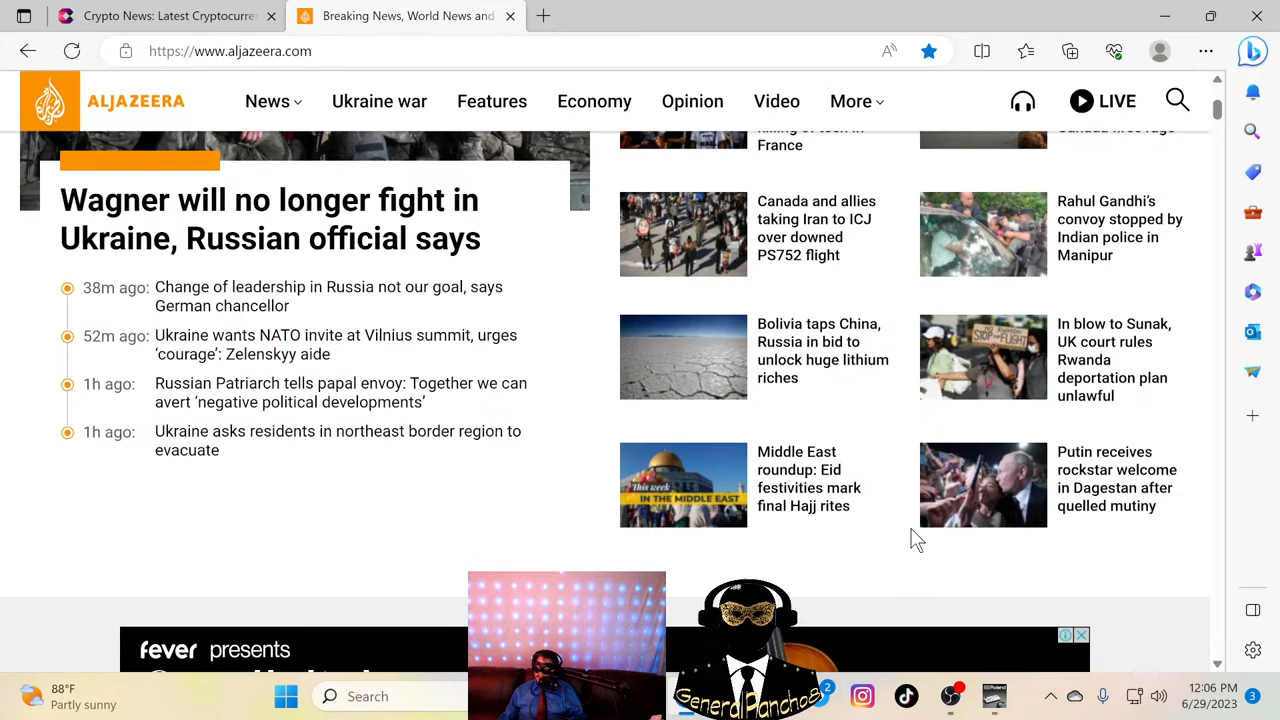 Cybersecurity
Breaking News, World News and
https://www.aljazeera.com
ALJAZEERA
News
Ukraine war
Features
Economy
Opinion
Video
More
LIVE
Wagner will no longer fight in
Ukraine, Russian official says
38m ago: Change of leadership in Russia not our goal, says
German chancellor
52m ago: Ukraine wants NATO invite at Vilnius summit, urges
‘courage’: Zelenskyy aide
1h ago: Russian Patriarch tells papal envoy: Together we can
avert ‘negative political developments’
1h ago: Ukraine asks residents in northeast border region to
evacuate
France
Canada and allies
taking Iran to ICJ
over downed
PS752 flight
Bolivia taps China,
Russia in bid to
unlock huge lithium
riches
This week
IN THE MIDDLE EAST
Middle East
roundup: Eid
festivities mark
final Hajj rites
Rahul Gandhi’s
convoy stopped by
Indian police in
Manipur
In blow to Sunak,
UK court rules
Rwanda
deportation plan
unlawful
Putin receives
rockstar welcome
in Dagestan after
quelled mutiny
fever presents
GeneralPancho8
88°F
Partly sunny
Search
2
12:06 PM
6/29/2023
3